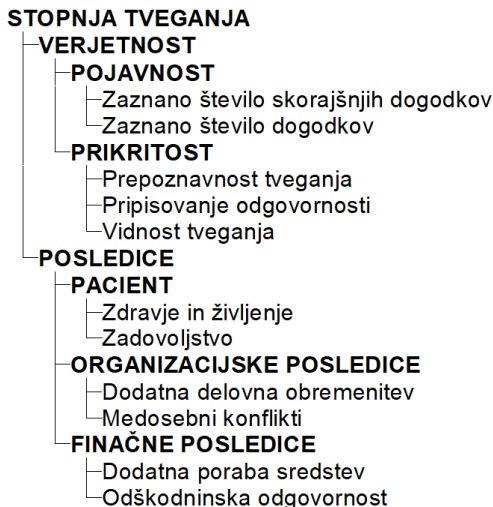 STOPNJA TVEGANJA
VERJETNOST
POJAVNOST
Zaznano število skorajšnjih dogodkov
Zaznano število dogodkov
PRIKRITOST
Prepoznavnost tveganja
Pripisovanje odgovornosti
Vidnost tveganja
POSLEDICE
PACIENT
Zdravje in življenje
Zadovoljstvo
ORGANIZACIJSKE POSLEDICE
Dodatna delovna obremenitev
Medosebni konflikti
FINAČNE POSLEDICE
Dodatna poraba sredstev
Odškodninska odgovornost